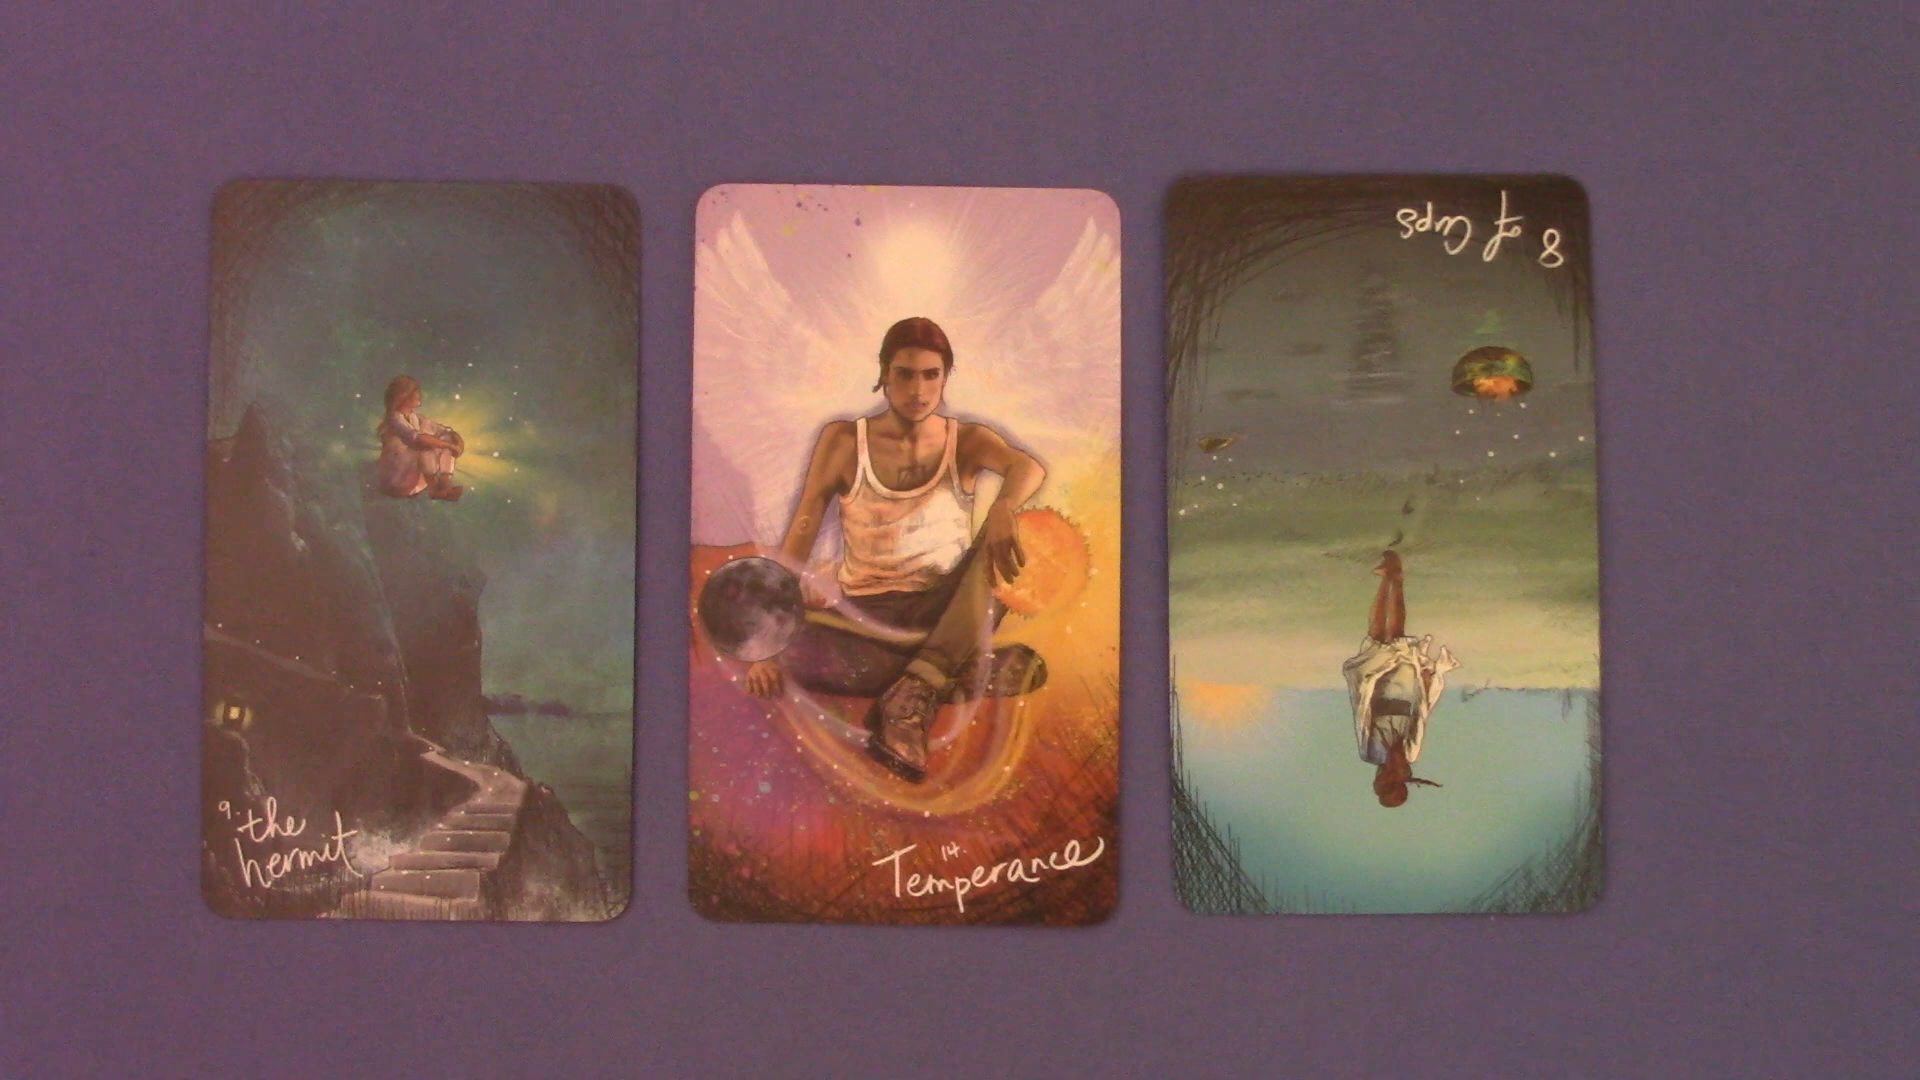 9.
the
hermit
14.
Temperance
8 of Cups